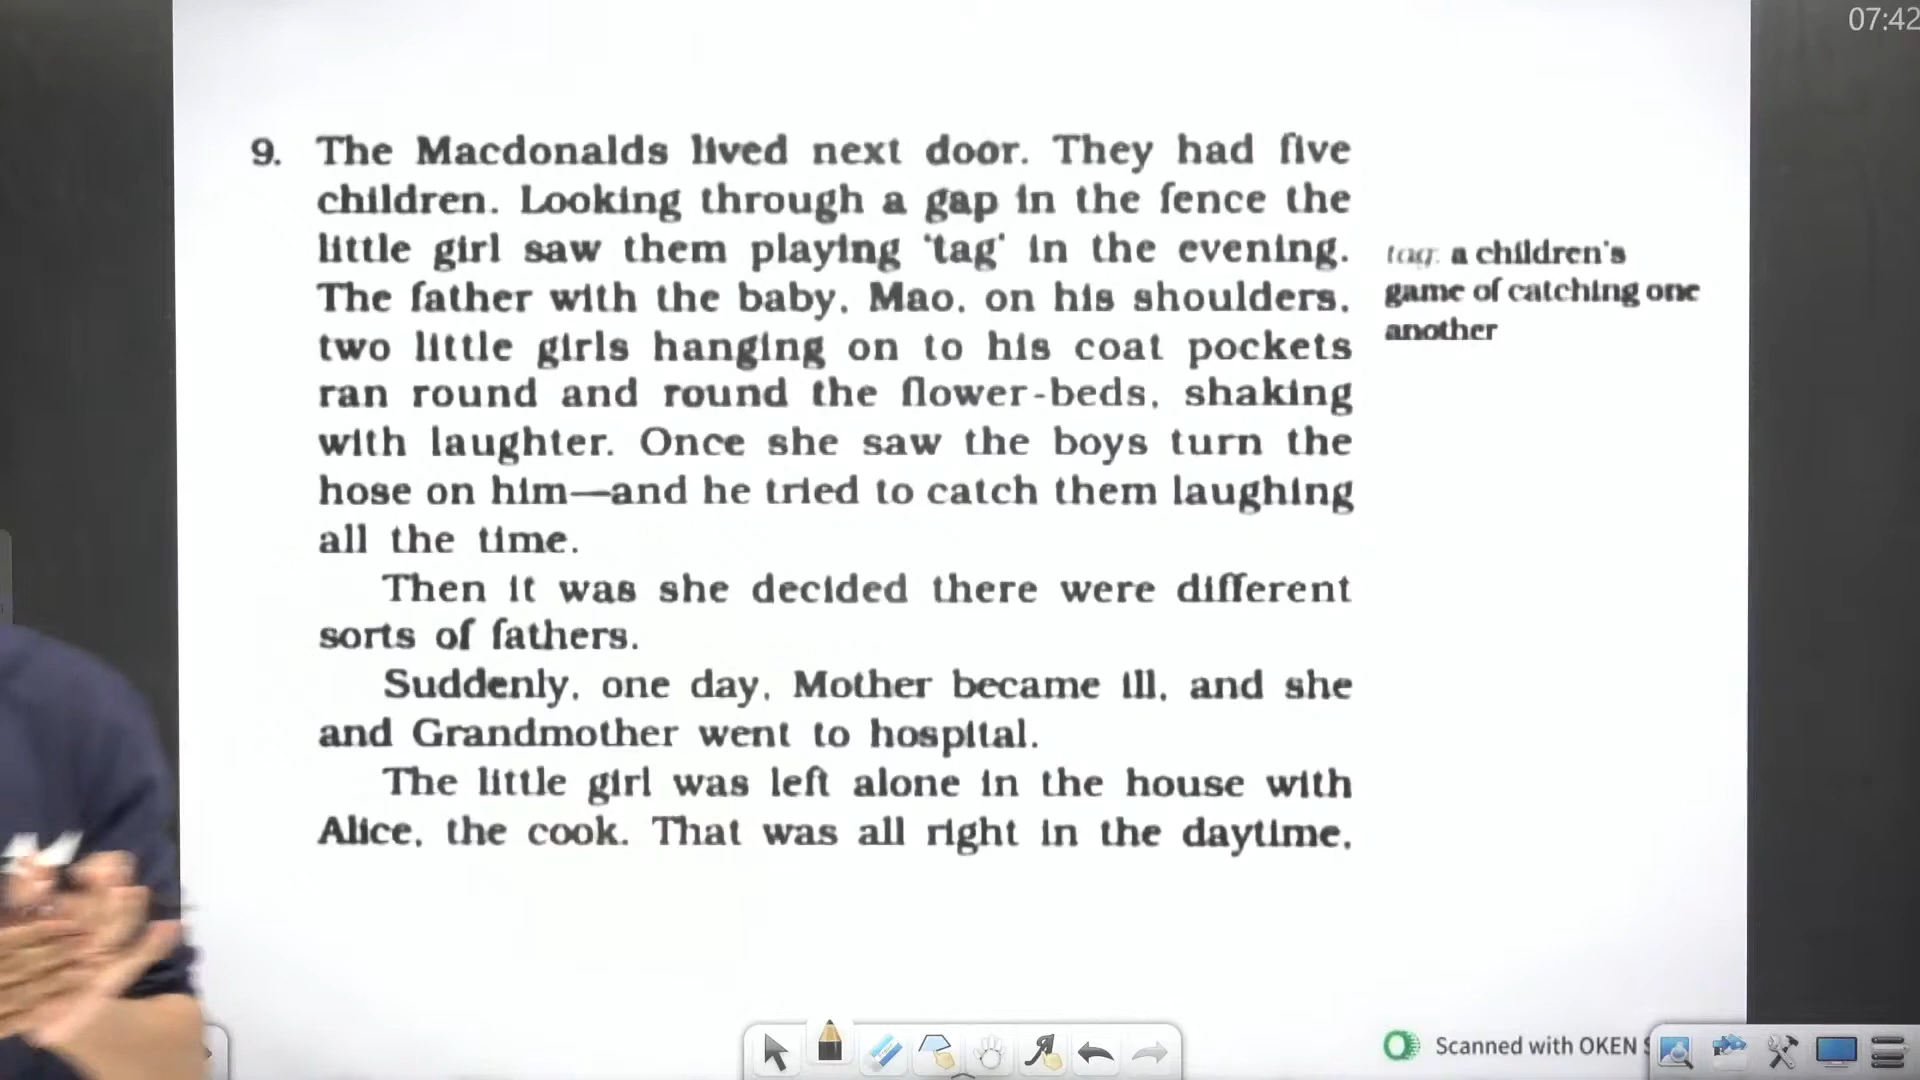 07:42
9. The Macdonalds lived next door. They had five
children. Looking through a gap in the fence the
little girl saw them playing 'tag' in the evening.
The father with the baby, Mao, on his shoulders,
two little girls hanging on to his coat pockets
ran round and round the flower-beds, shaking
with laughter. Once she saw the boys turn the
hose on him—and he tried to catch them laughing
all the time.
Then it was she decided there were different
sorts of fathers.
Suddenly, one day, Mother became ill, and she
and Grandmother went to hospital.
The little girl was left alone in the house with
Alice, the cook. That was all right in the daytime,
tag: a children's
game of catching one
another
Scanned with OKEN